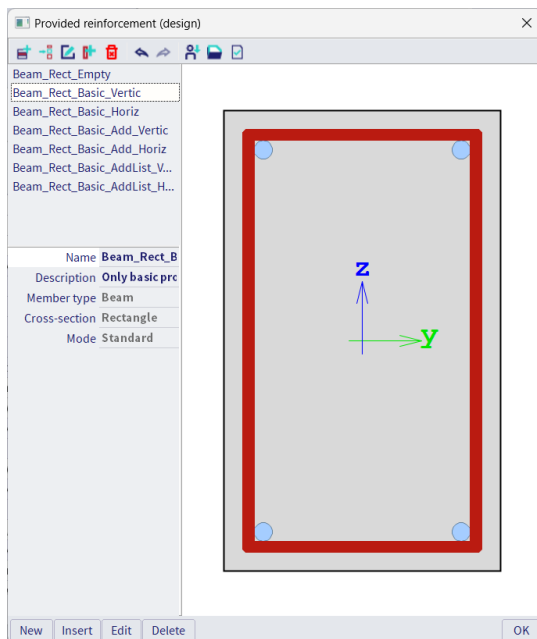 Provided reinforcement (design)
Beam_Rect_Empty
Beam_Rect_Basic_Vertic
Beam_Rect_Basic_Horiz
Beam_Rect_Basic_Add_Vertic
Beam_Rect_Basic_Add_Horiz
Beam_Rect_Basic_AddList_V...
Beam_Rect_Basic_AddList_H...
Name Beam_Rect_B
Description Only basic pro
Member type Beam
Cross-section Rectangle
Mode Standard
z
y
New Insert Edit Delete OK